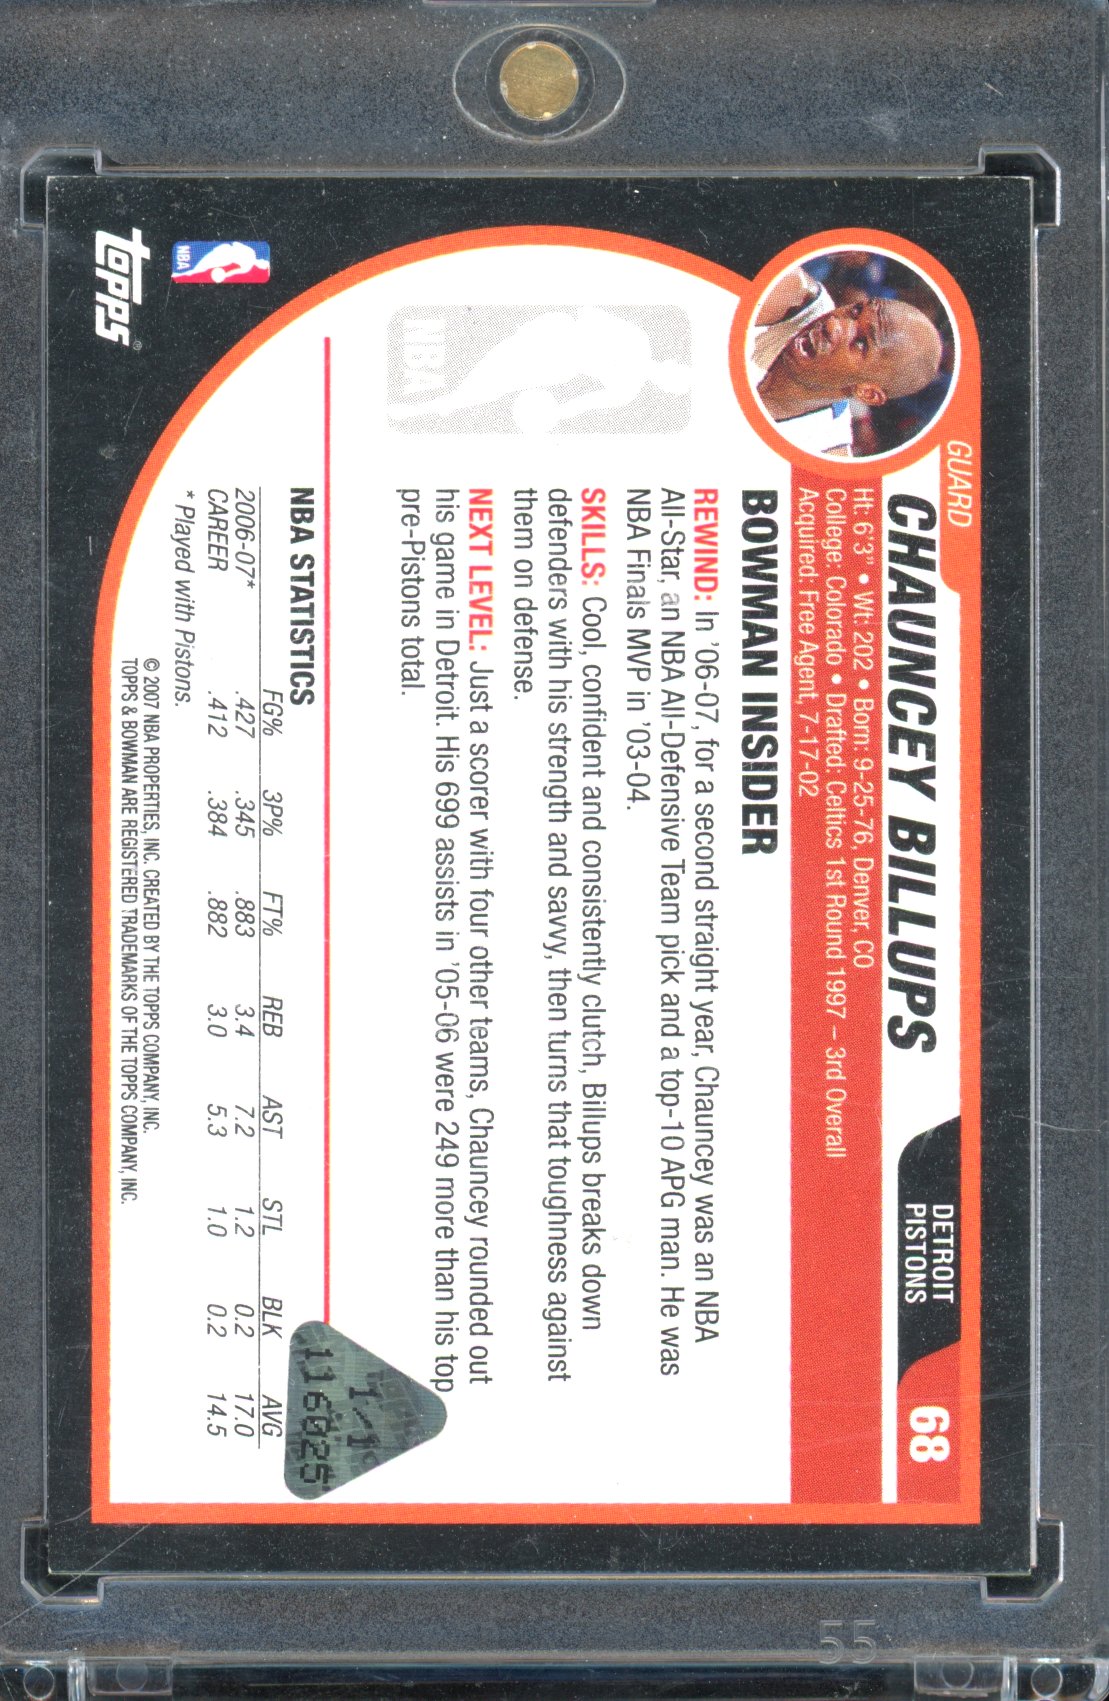 GUARD
CHAUNCEY BILLUPS
DETROIT
PISTONS
68
Ht: 6'3" • Wt: 202 • Born: 9-25-76, Denver, CO
College: Colorado • Drafted: Celtics 1st Round 1997 – 3rd Overall
Acquired: Free Agent, 7-17-02
BOWMAN INSIDER
REWIND: In '06-07, for a second straight year, Chauncey was an NBA
All-Star, an NBA All-Defensive Team pick and a top-10 APG man. He was
NBA Finals MVP in '03-04.
SKILLS: Cool, confident and consistently clutch, Billups breaks down
defenders with his strength and savvy, then turns that toughness against
them on defense.
NEXT LEVEL: Just a scorer with four other teams, Chauncey rounded out
his game in Detroit. His 699 assists in '05-06 were 249 more than his top
pre-Pistons total.
NBA
NBA STATISTICS
FG% 3P% FT% REB AST STL BLK AVG
2006-07* .427 .345 .883 3.4 7.2 1.2 0.2 17.0
CAREER .412 .384 .882 3.0 5.3 1.0 0.2 14.5
* Played with Pistons.
© 2007 NBA PROPERTIES, INC. CREATED BY THE TOPPS COMPANY, INC.
TOPPS & BOWMAN ARE REGISTERED TRADEMARKS OF THE TOPPS COMPANY, INC.
NBA
topps®
116025
55